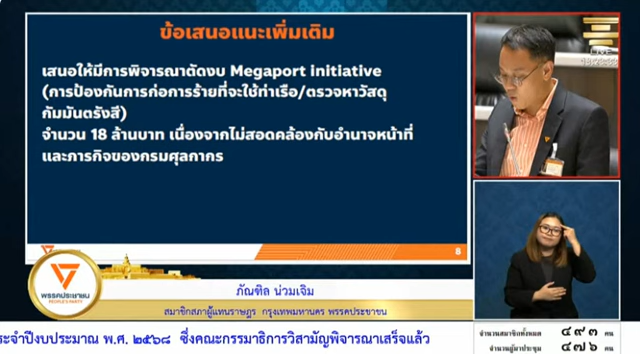 ข้อเสนอแนะเพิ่มเติม
เสนอให้มีการพิจารณาตัดงบ Megaport initiative
(การป้องกันการก่อการร้ายที่จะใช้ท่าเรือ/ตรวจหาวัสดุ
กัมมันตรังสี)
จำนวน 18 ล้านบาท เนื่องจากไม่สอดคล้องกับอำนาจหน้าที่
และภารกิจของกรมศุลกากร
8
LIVE
พรรคประชาชน
PEOPLE'S PARTY
ภัณฑิล น่วมเจิม
สมาชิกสภาผู้แทนราษฎร กรุงเทพมหานคร พรรคประชาชน
ระจำปีงบประมาณ พ.ศ. ๒๕๖๘ ซึ่งคณะกรรมาธิการวิสามัญพิจารณาเสร็จแล้ว
จำนวนสมาชิกทั้งหมด ๔๙๓ คน
จำนวนผู้มาประชุม ๔๗๖ คน